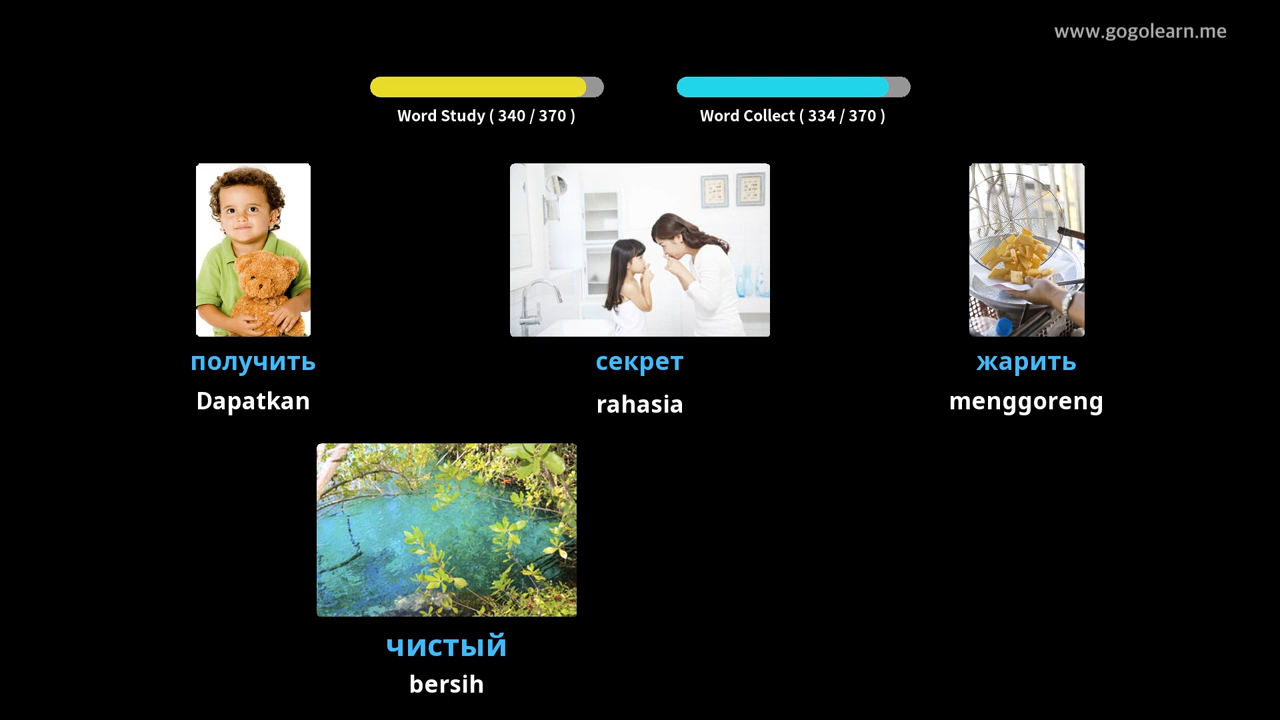 www.gogolearn.me
Word Study ( 340 / 370 )
Word Collect ( 334 / 370 )
получить
Dapatkan
секрет
rahasia
жарить
menggoreng
чистый
bersih